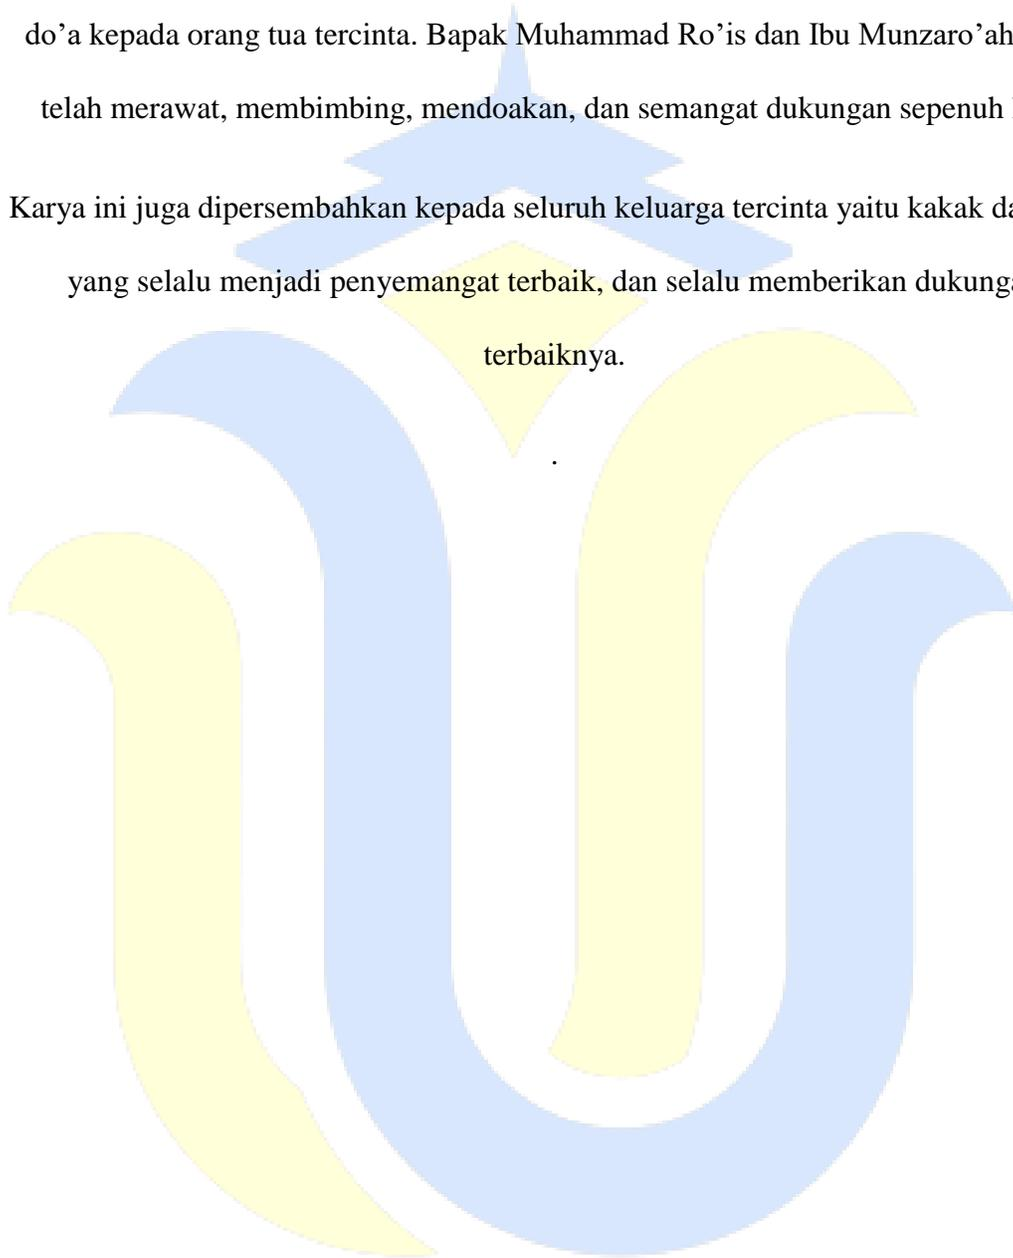 do’a kepada orang tua tercinta. Bapak Muhammad Ro’is dan Ibu Munzaro’ah
telah merawat, membimbing, mendoakan, dan semangat dukungan sepenuh
Karya ini juga dipersembahkan kepada seluruh keluarga tercinta yaitu kakak
yang selalu menjadi penyemangat terbaik, dan selalu memberikan
terbaiknya.
.